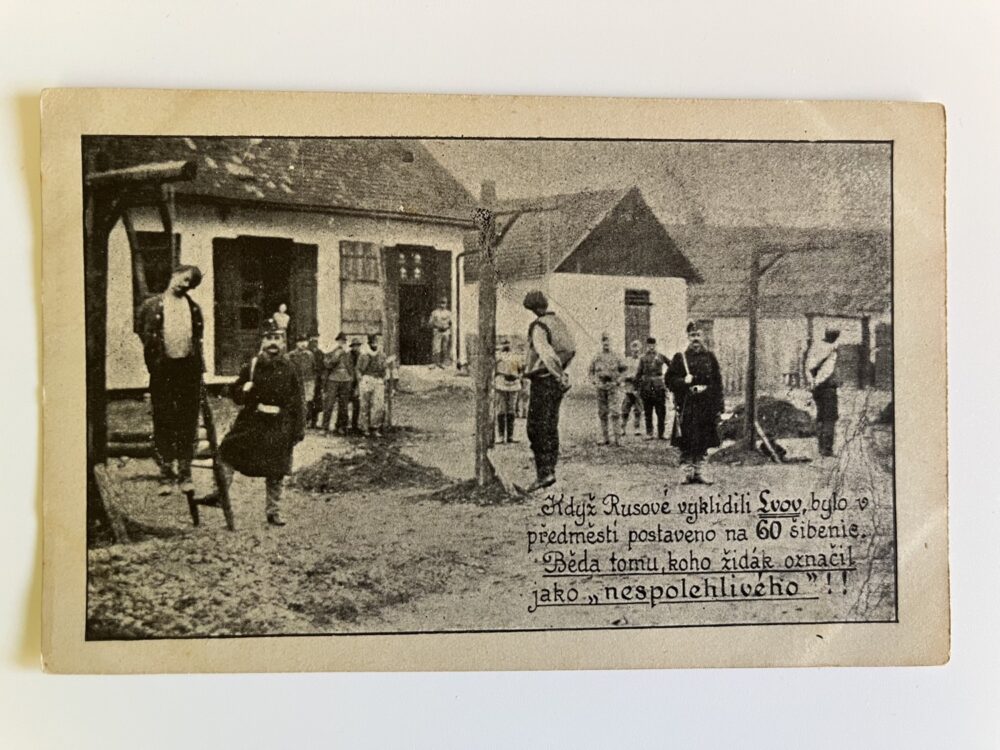 Když Rusové vyklidili Lvov, bylo v
předměstí postaveno na 60 šibenic.
Běda tomu, koho židák označil
jako „nespolehlivého"!!